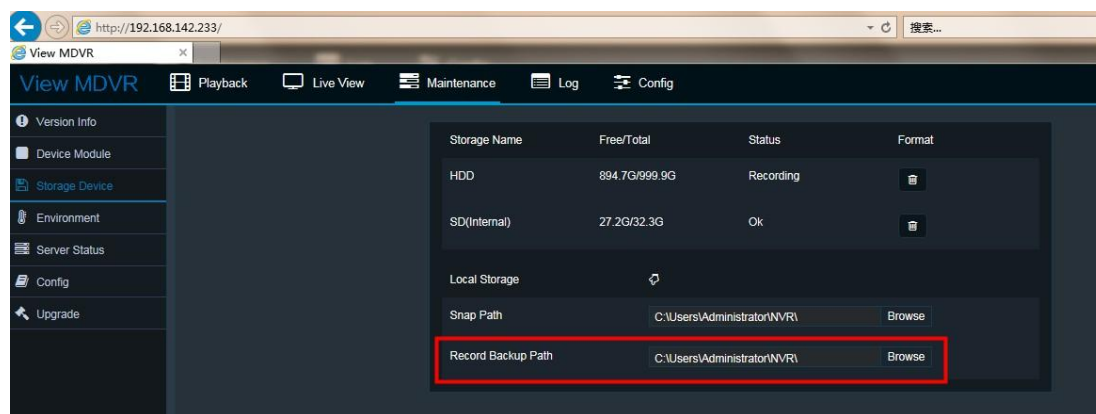 http://192.168.142.233/ 搜索...
View MDVR
View MDVR Playback Live View Maintenance Log Config
Version Info
Device Module
Storage Device
Environment
Server Status
Config
Upgrade
Storage Name Free/Total Status Format
HDD 894.7G/999.9G Recording
SD(Internal) 27.2G/32.3G Ok
Local Storage
Snap Path C:\Users\Administrator\NVR\ Browse
Record Backup Path C:\Users\Administrator\NVR\ Browse